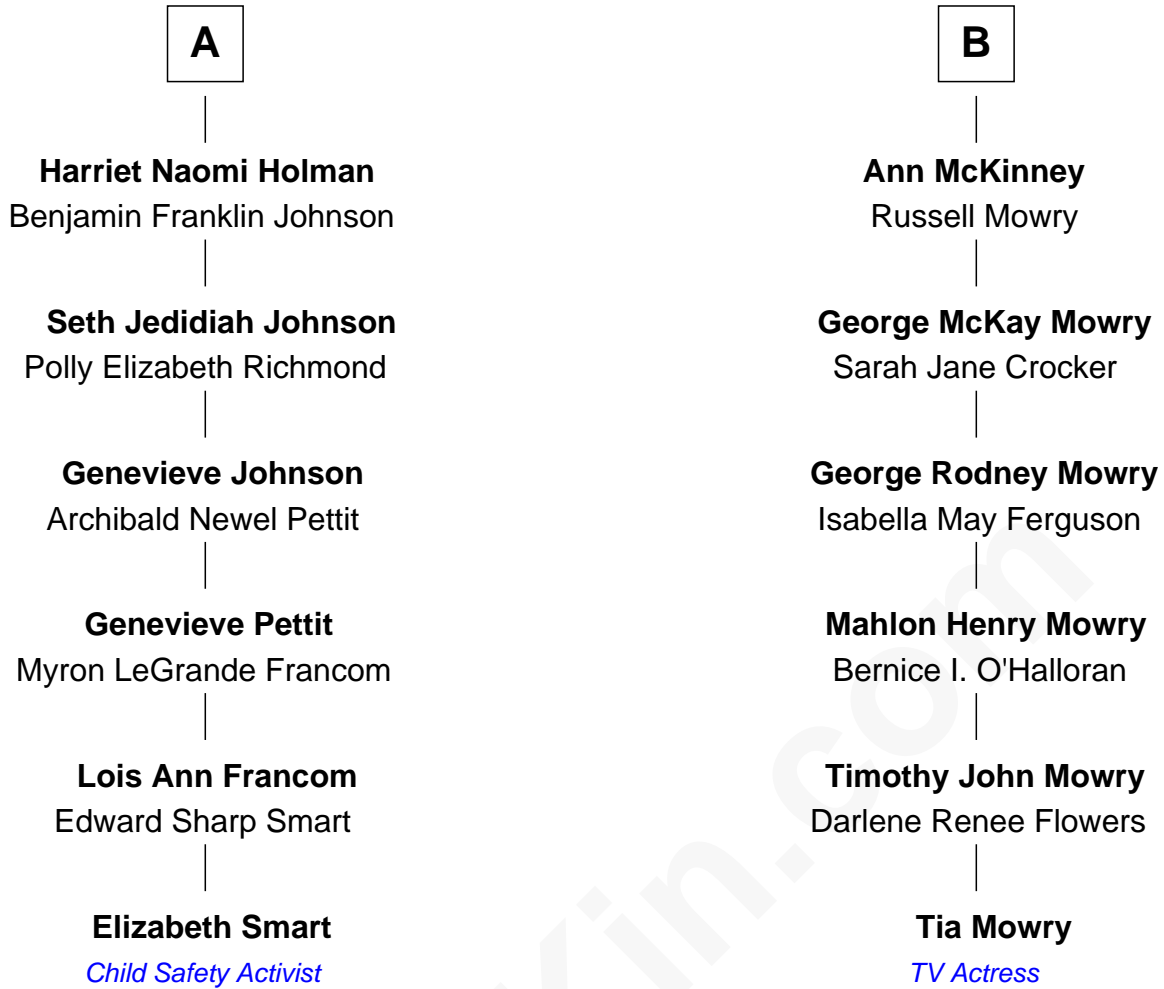 A
Harriet Naomi Holman
Benjamin Franklin Johnson
Seth Jedidiah Johnson
Polly Elizabeth Richmond
Genevieve Johnson
Archibald Newel Pettit
Genevieve Pettit
Myron LeGrande Francom
Lois Ann Francom
Edward Sharp Smart
Elizabeth Smart
Child Safety Activist
B
Ann McKinney
Russell Mowry
George McKay Mowry
Sarah Jane Crocker
George Rodney Mowry
Isabella May Ferguson
Mahlon Henry Mowry
Bernice I. O'Halloran
Timothy John Mowry
Darlene Renee Flowers
Tia Mowry
TV Actress
Kin.com